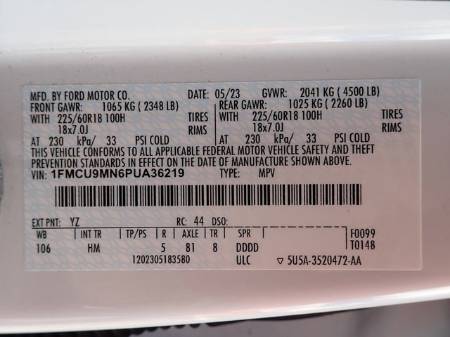 MFD. BY FORD MOTOR CO. 05/23 GVWR: 2041 KG ( 4500 LB)
FRONT GAWR: 1065 KG ( 2348 LB) REAR GAWR: 1025 KG ( 2260 LB)
225/60R18 100H TIRES 225/60R18 100H TIRES
18x7.0J RIMS 18x7.0J RIMS
AT 230 kPa/ 33 PSI COLD AT 230 kPa/ 33 PSI COLD
THIS VEHICLE CONFORMS TO ALL APPLICABLE FEDERAL MOTOR VEHICLE SAFETY AND THEFT PREVENTION STANDARDS IN EFFECT ON THE DATE OF MANUFACTURE SHOWN ABOVE.
VIN: 1FMCU9MN6PUA36219 TYPE: MPV
EXT PNT: YZ RC: 44 DSO:
WB INT TR TP/PS R AXLE TR SPR F0099
106 HM 5 81 8 DDDD T014B
1202305183580 ULC 5U5A-3520472-AA